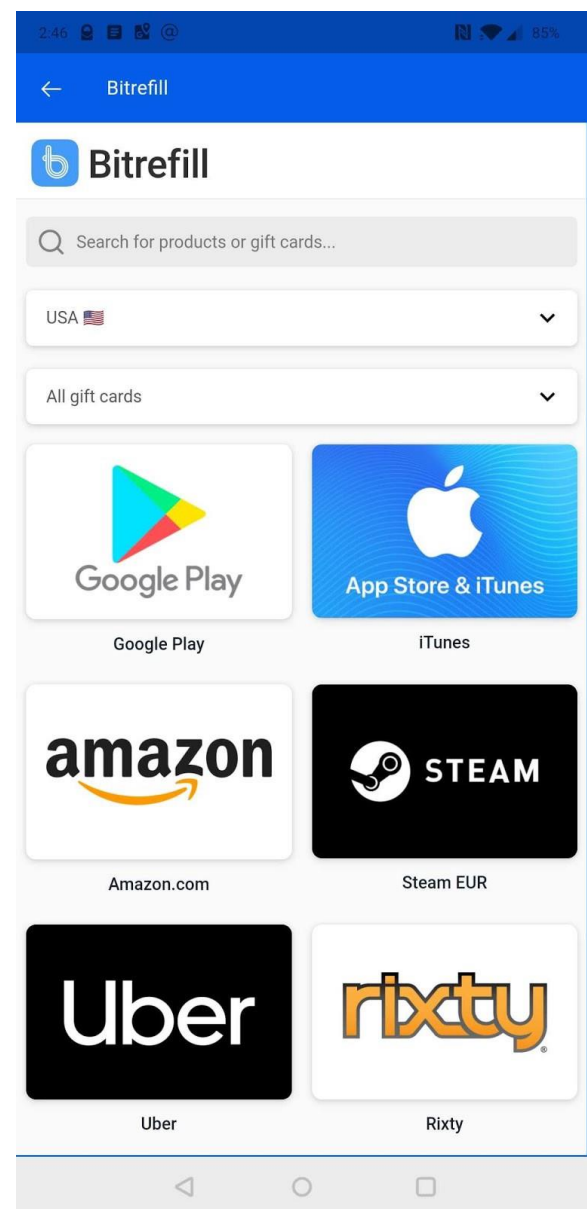 2:46 @ 85%
Bitrefill
Bitrefill
Search for products or gift cards...
USA 🇺🇸
All gift cards
Google Play
App Store & iTunes
Google Play
iTunes
amazon
STEAM
Amazon.com
Steam EUR
Uber
rixty
Uber
Rixty